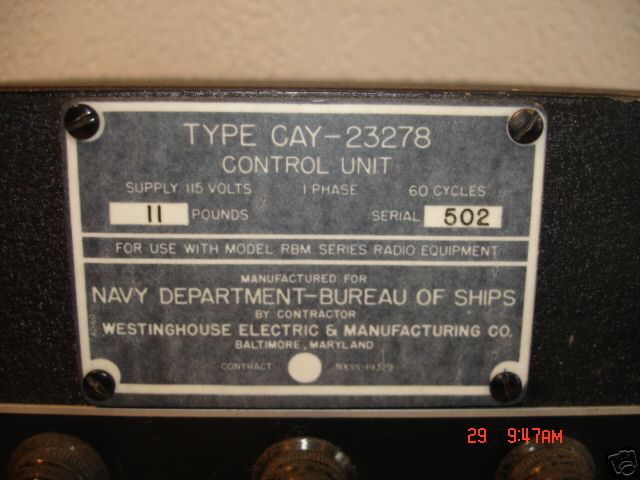 TYPE CAY-23278
CONTROL UNIT
SUPPLY 115 VOLTS 1 PHASE 60 CYCLES
11 POUNDS SERIAL 502
FOR USE WITH MODEL RBM SERIES RADIO EQUIPMENT
MANUFACTURED FOR
NAVY DEPARTMENT-BUREAU OF SHIPS
BY CONTRACTOR
WESTINGHOUSE ELECTRIC & MANUFACTURING CO.
BALTIMORE, MARYLAND
CONTRACT NXSS-19329
29 9:47AM